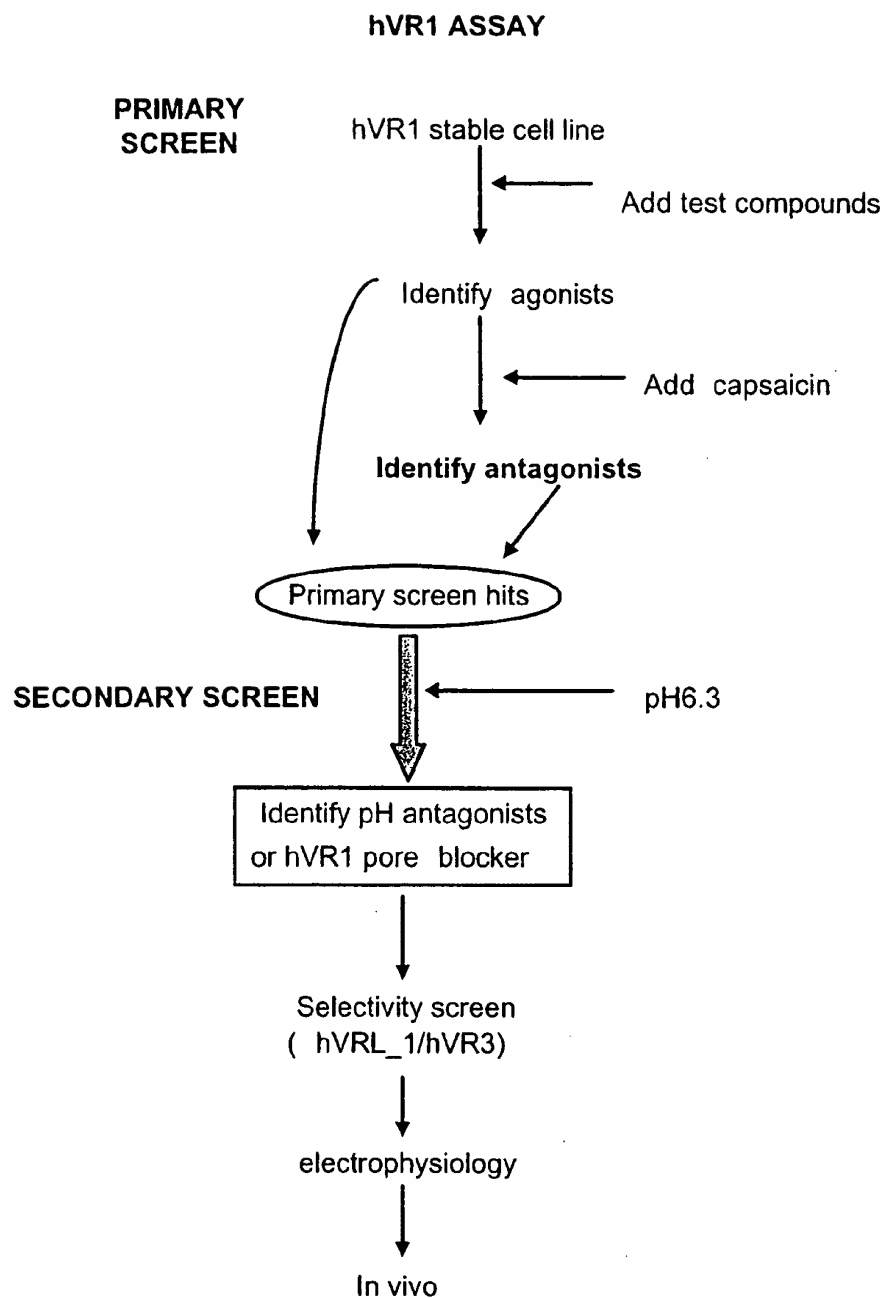 hVR1 ASSAY
PRIMARY
SCREEN
hVR1 stable cell line
Add test compounds
Identify agonists
Add capsaicin
Identify antagonists
Primary screen hits
SECONDARY SCREEN
pH6.3
Identify pH antagonists
or hVR1 pore blocker
Selectivity screen
( hVRL_1/hVR3)
electrophysiology
In vivo